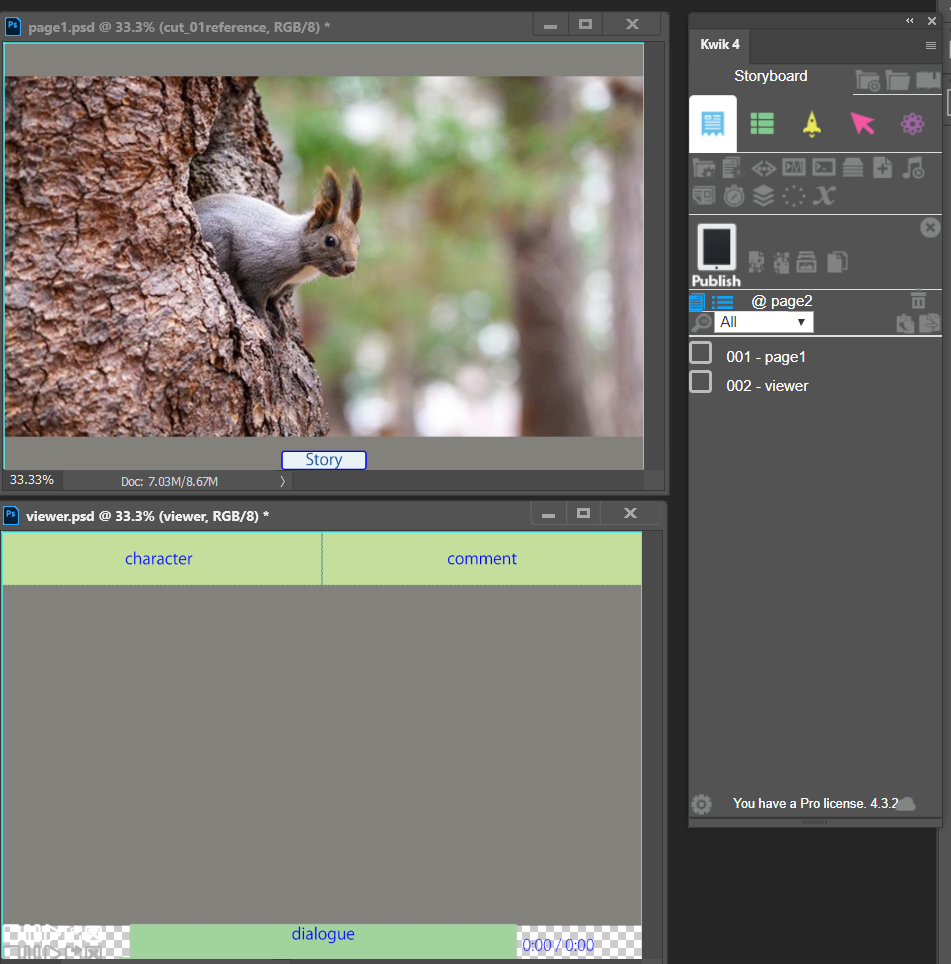 Ps page1.psd @ 33.3% (cut_01reference, RGB/8) *
Story
33.33% Doc: 7.03M/8.67M
Ps viewer.psd @ 33.3% (viewer, RGB/8) *
character comment
dialogue
0:00 / 0:00
Kwik 4
Storyboard
Publish
@ page2
All
001 - page1
002 - viewer
You have a Pro license. 4.3.2